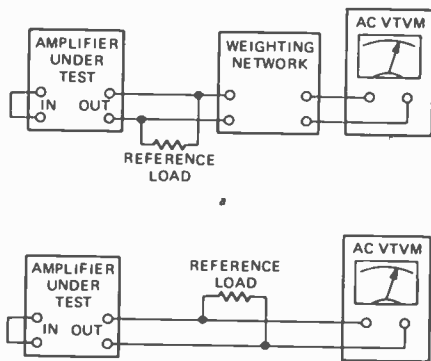 AMPLIFIER
UNDER
TEST
IN OUT
REFERENCE
LOAD
WEIGHTING
NETWORK
AC VTVM
a
AMPLIFIER
UNDER
TEST
IN OUT
REFERENCE
LOAD
AC VTVM